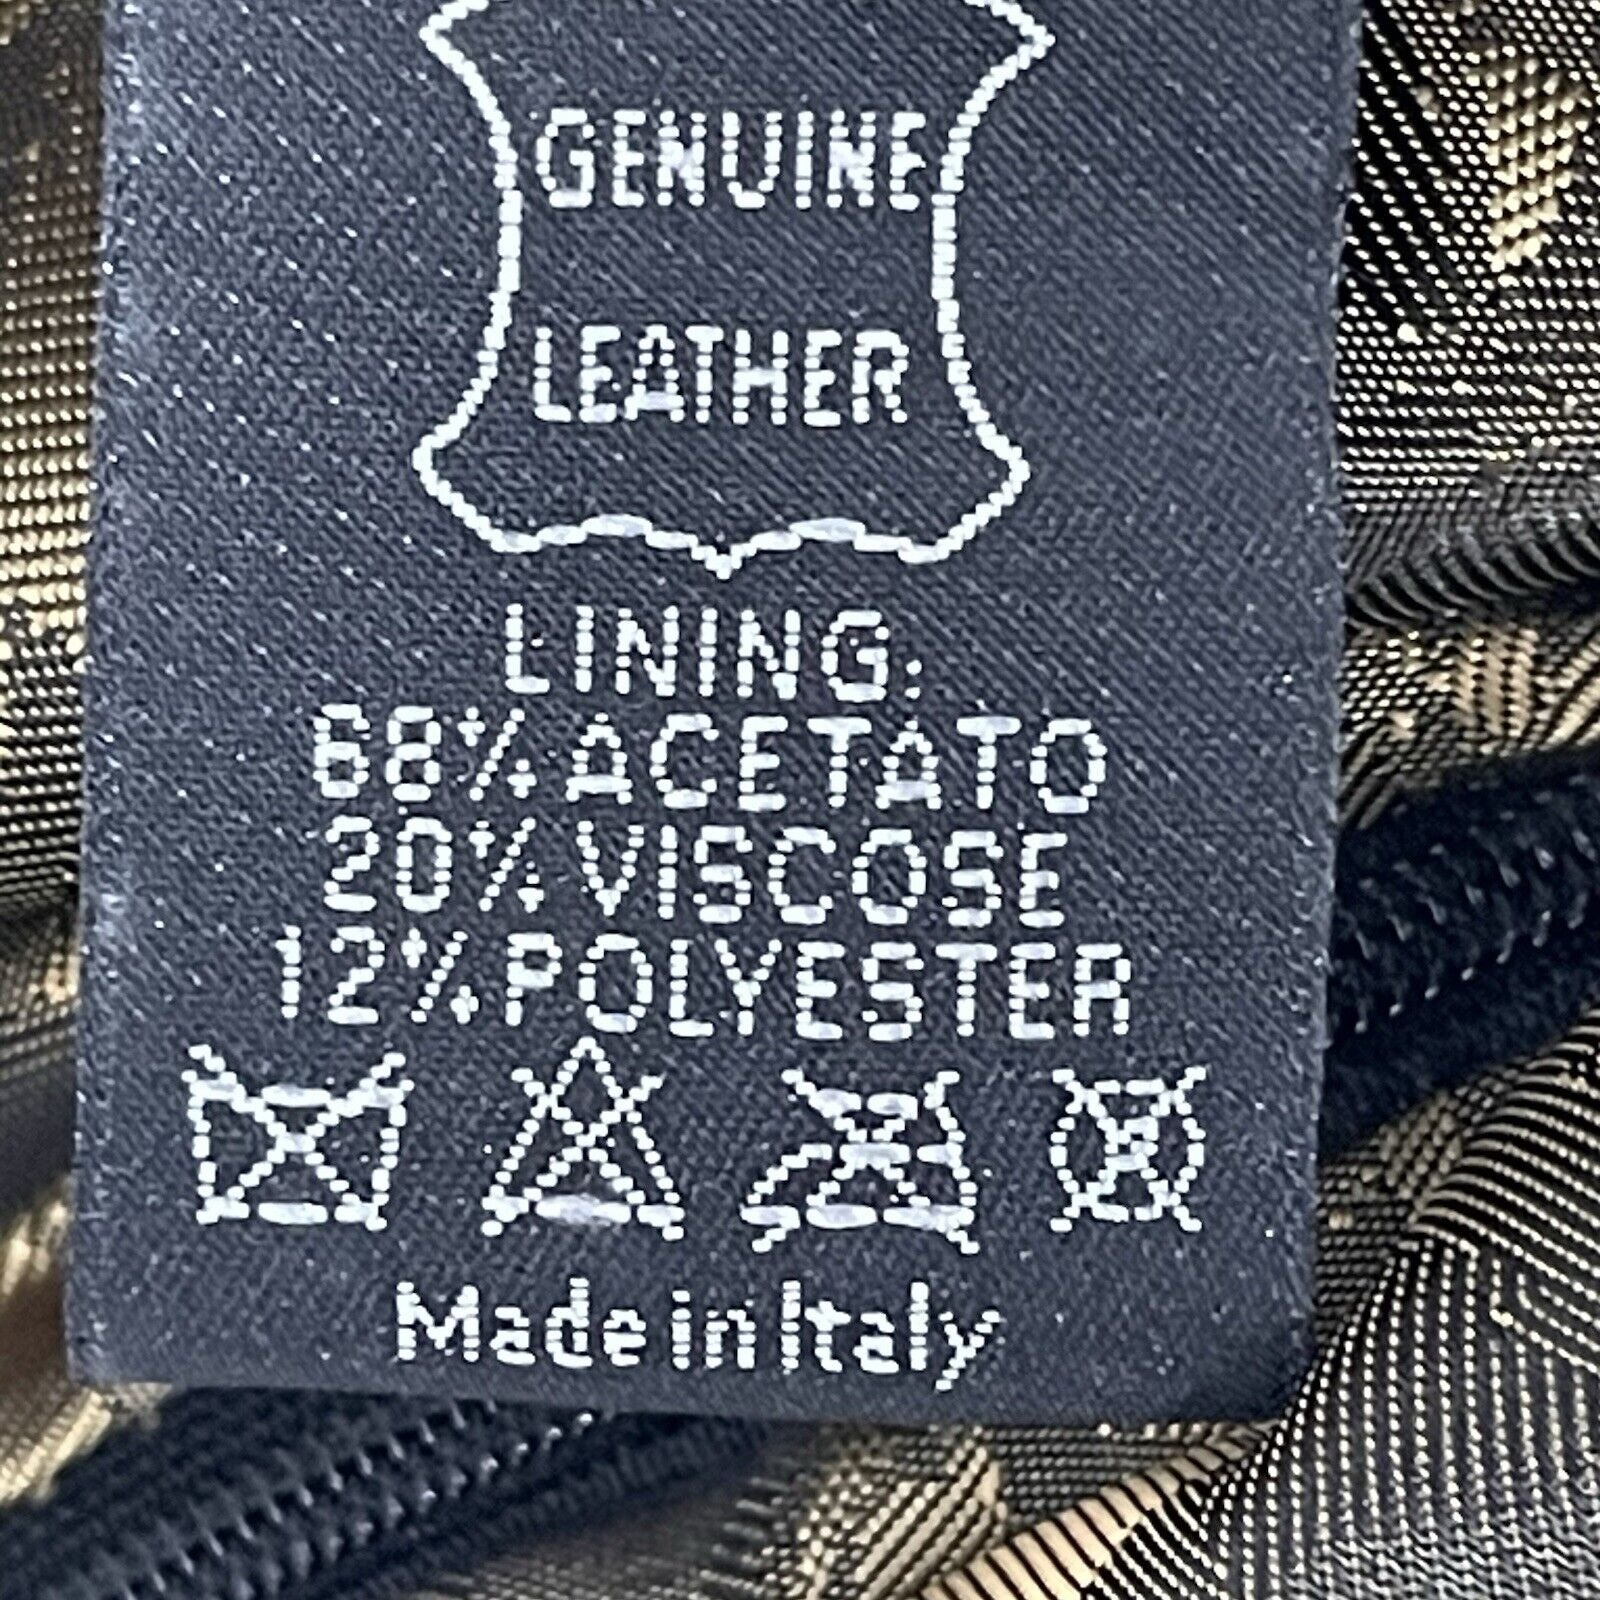 GENUINE
LEATHER
LINING:
68% ACETATO
20% VISCOSE
12% POLYESTER
Made in Italy